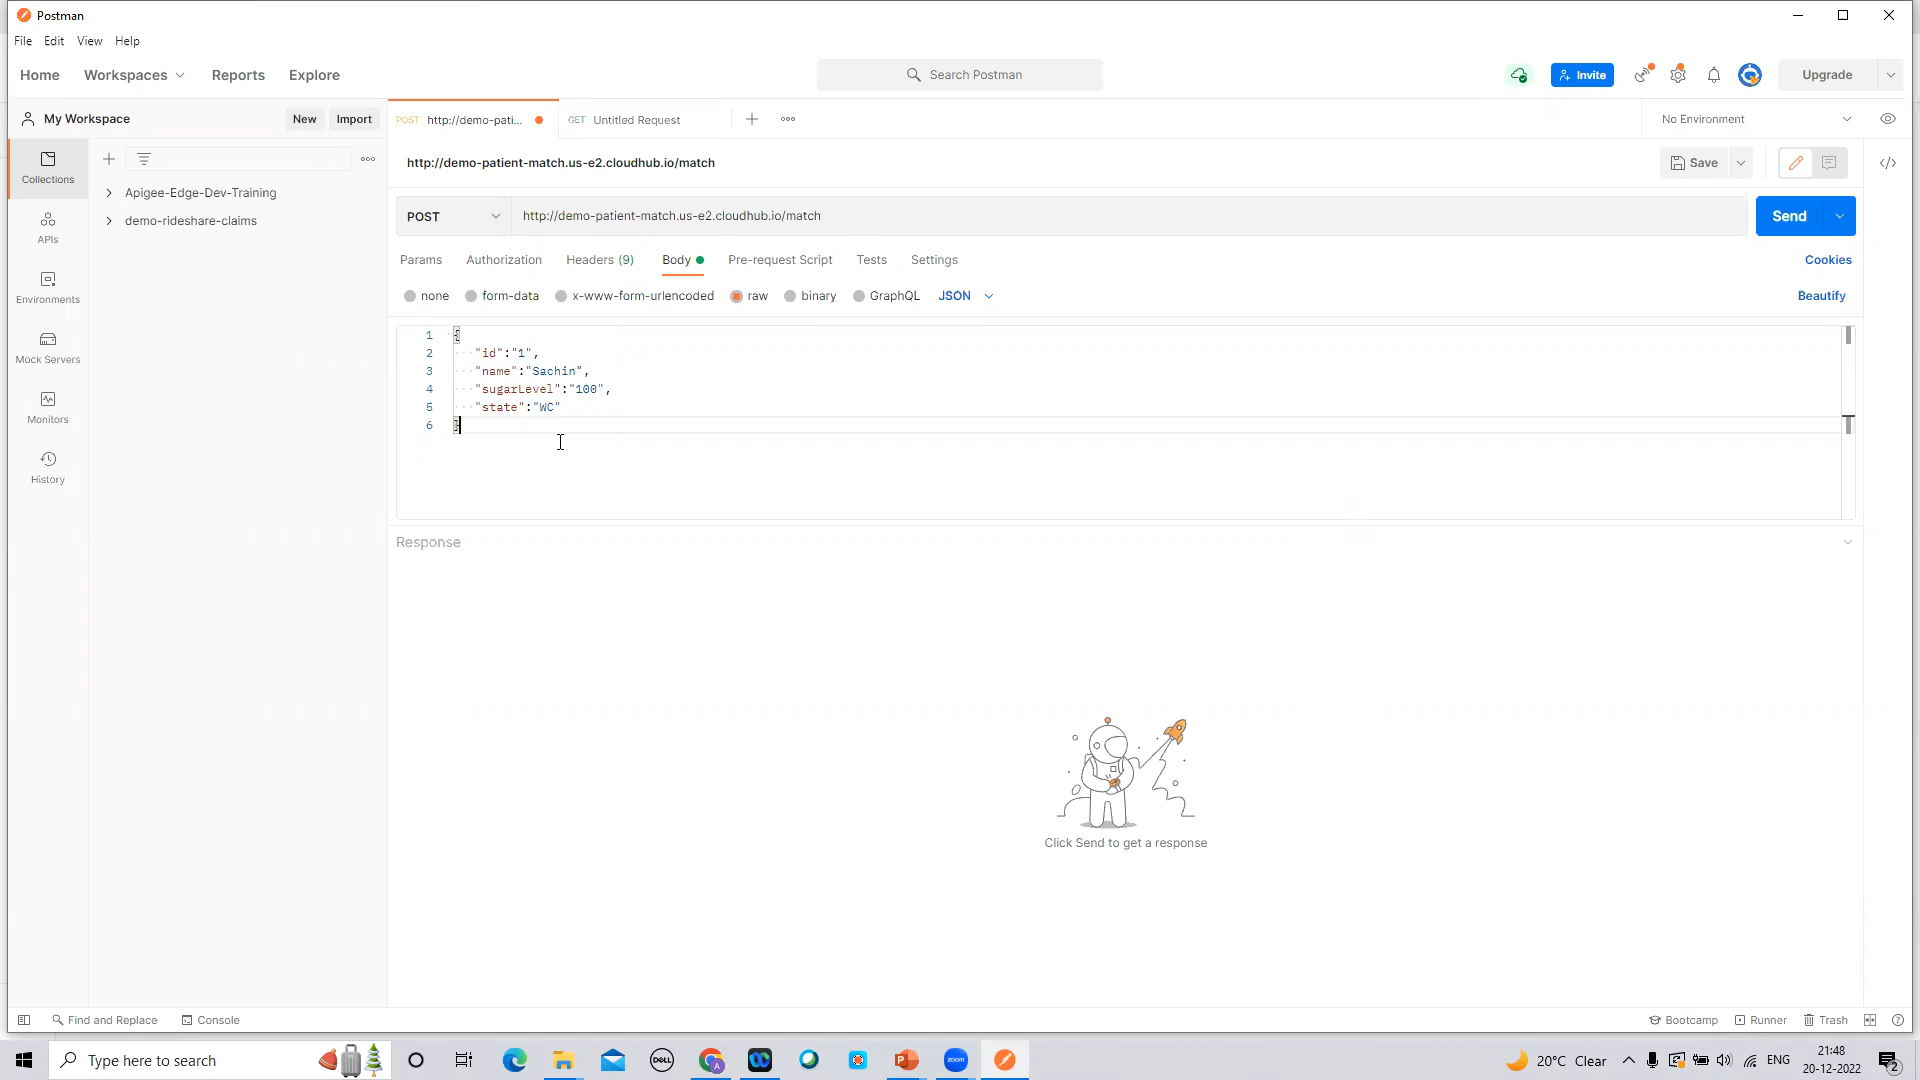 Postman
File Edit View Help
Home Workspaces Reports Explore
Search Postman
Invite
Upgrade
My Workspace
New Import
POST http://demo-pati...
GET Untitled Request
No Environment
Collections
APIs
Environments
Mock Servers
Monitors
History
Apigee-Edge-Dev-Training
demo-rideshare-claims
http://demo-patient-match.us-e2.cloudhub.io/match
Save
POST http://demo-patient-match.us-e2.cloudhub.io/match
Send
Params Authorization Headers (9) Body Pre-request Script Tests Settings
Cookies
none form-data x-www-form-urlencoded raw binary GraphQL JSON
Beautify
1 {
2 "id":"1",
3 "name":"Sachin",
4 "sugarLevel":"100",
5 "state":"WC"
6 }
Response
Click Send to get a response
Find and Replace Console
Bootcamp Runner Trash
Type here to search
DELL
A
zoom
20°C Clear
ENG
21:48
20-12-2022
2